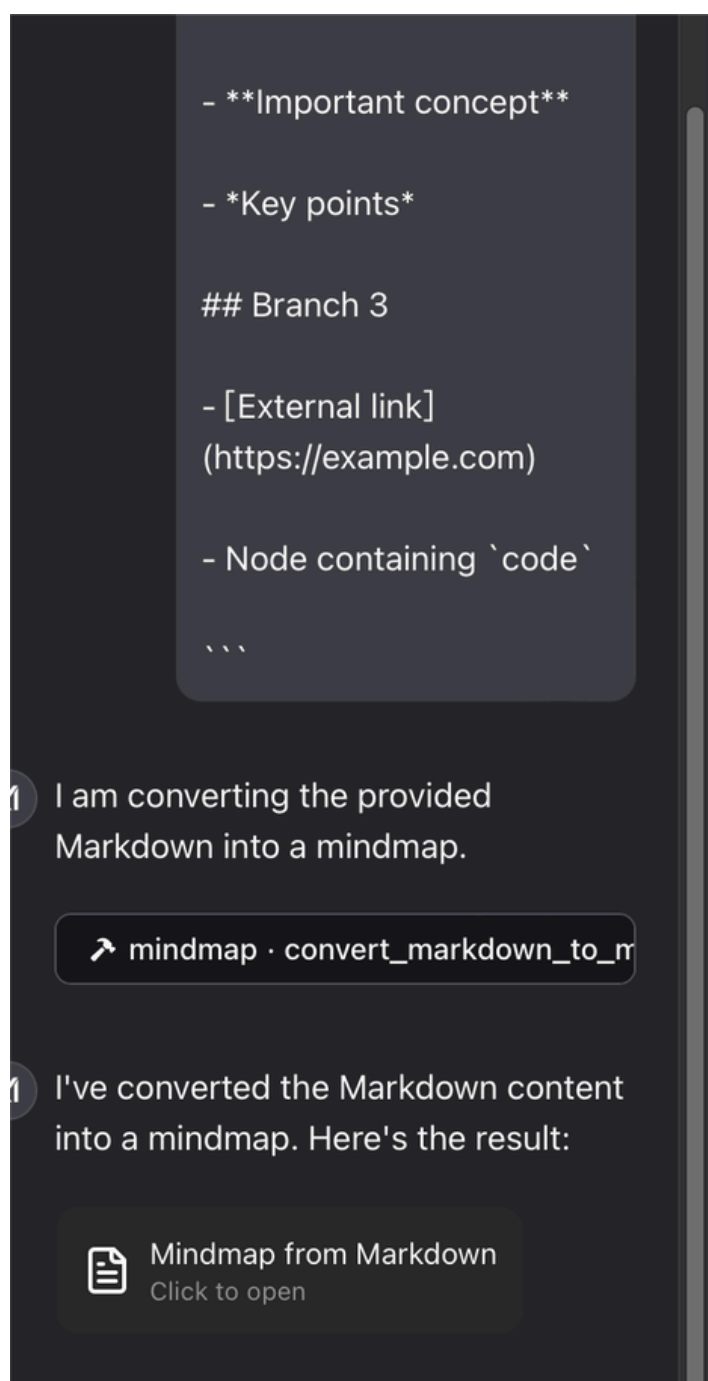 - **Important concept**
- *Key points*
## Branch 3
- [External link]
(https://example.com)
- Node containing `code`
```
I am converting the provided
Markdown into a mindmap.
mindmap · convert_markdown_to_m
I've converted the Markdown content
into a mindmap. Here's the result:
Mindmap from Markdown
Click to open